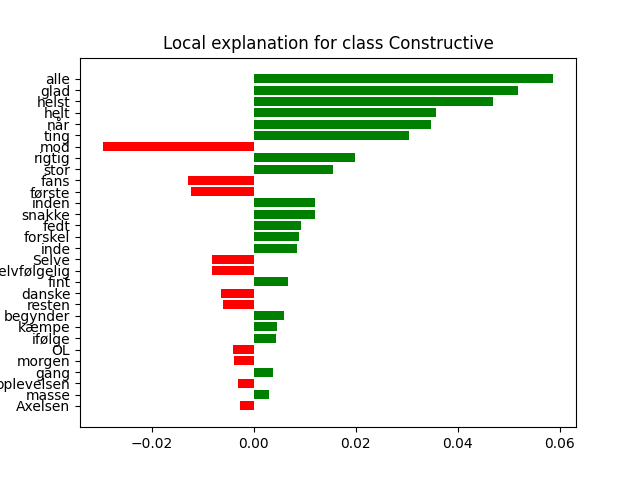 Local explanation for class Constructive
alle
glad
helst
helt
når
ting
mod
rigtig
stor
fans
første
inden
snakke
fedt
forskel
inde
Selve
elvfølgelig
fint
danske
resten
begynder
kæmpe
ifølge
OL
morgen
gang
oplevelsen
masse
Axelsen
−0.02 0.00 0.02 0.04 0.06